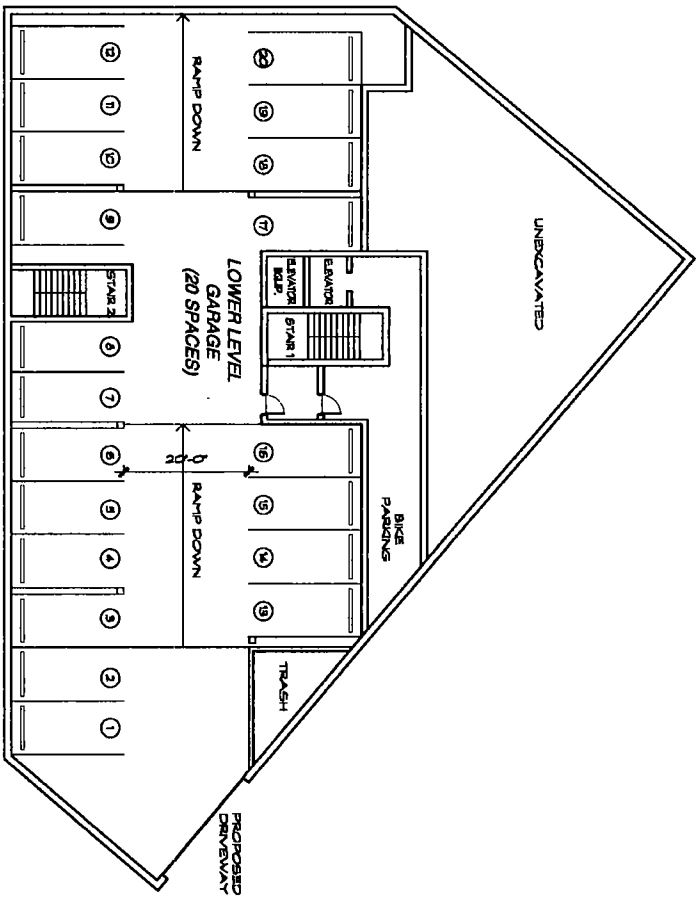 LOWER LEVEL
GARAGE
(20 SPACES)
UNEXCAVATED
RAMP DOWN
ELEVATOR
ELEVATOR
EQUIP.
STAIR 1
STAIR 2
BIKE
PARKING
20'-0"
RAMP DOWN
TRASH
PROPOSED
DRIVEWAY
20
19
18
17
16
15
14
13
12
11
10
9
8
7
6
5
4
3
2
1